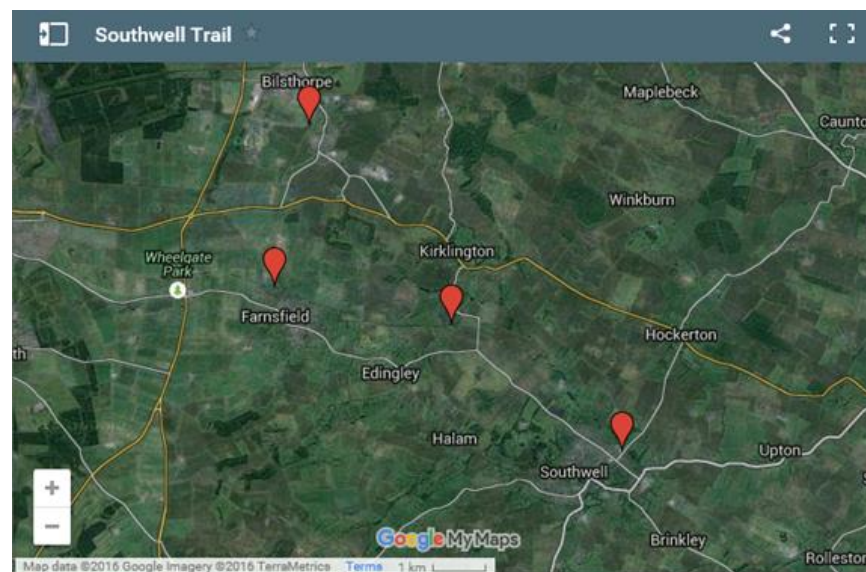 Southwell Trail
Bilsthorpe
Maplebeck
Caunto
Winkburn
Kirklington
Wheelgate
Park
Farnsfield
Hockerton
th
Edingley
Halam
Upton
Southwell
Brinkley
Rolleston
+
−
Google My Maps
Map data ©2016 Google Imagery ©2016 TerraMetrics Terms 1 km